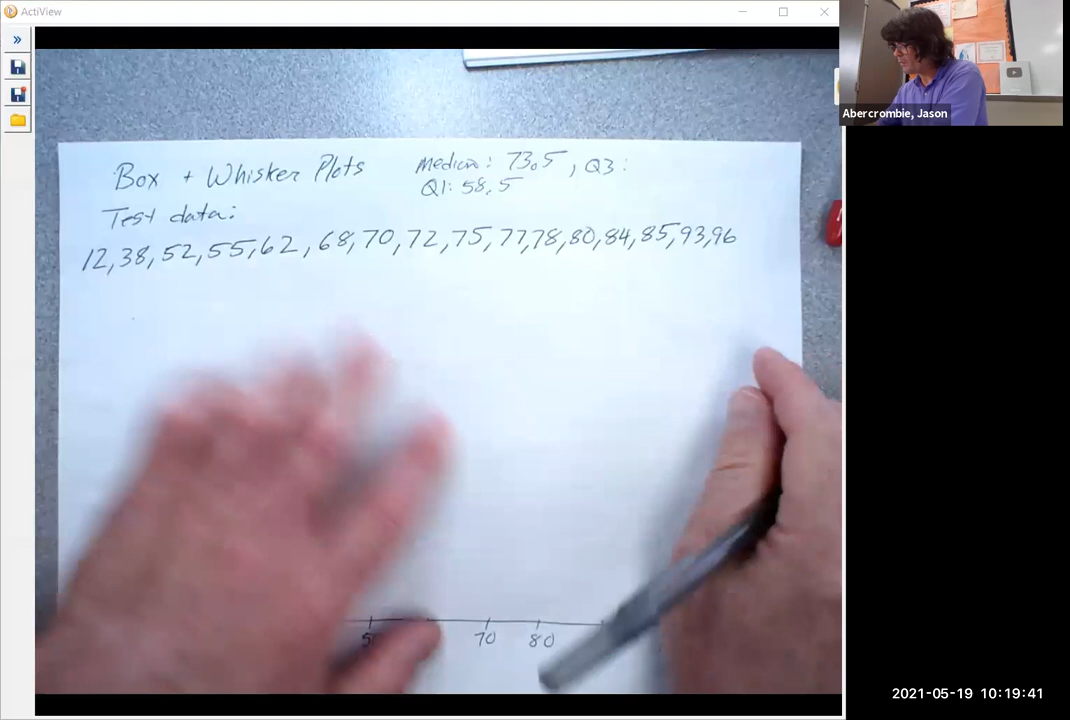 ActiView
Abercrombie, Jason
Box + Whisker Plots
Median: 73.5, Q3:
Q1: 58.5
Test data:
12,38,52,55,62,68,70,72,75,77,78,80,84,85,93,96
70 80
2021-05-19 10:19:41